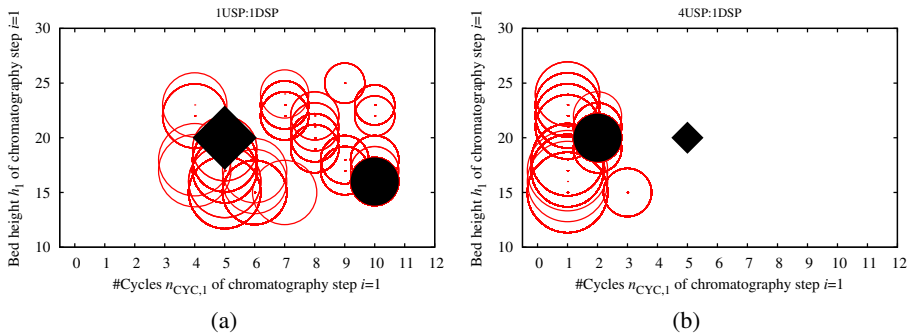 1USP:1DSP
Bed height h1 of chromatography step i=1
30
25
20
15
10
0 1 2 3 4 5 6 7 8 9 10 11 12
#Cycles nCYC,1 of chromatography step i=1
(a)
4USP:1DSP
Bed height h1 of chromatography step i=1
30
25
20
15
10
0 1 2 3 4 5 6 7 8 9 10 11 12
#Cycles nCYC,1 of chromatography step i=1
(b)